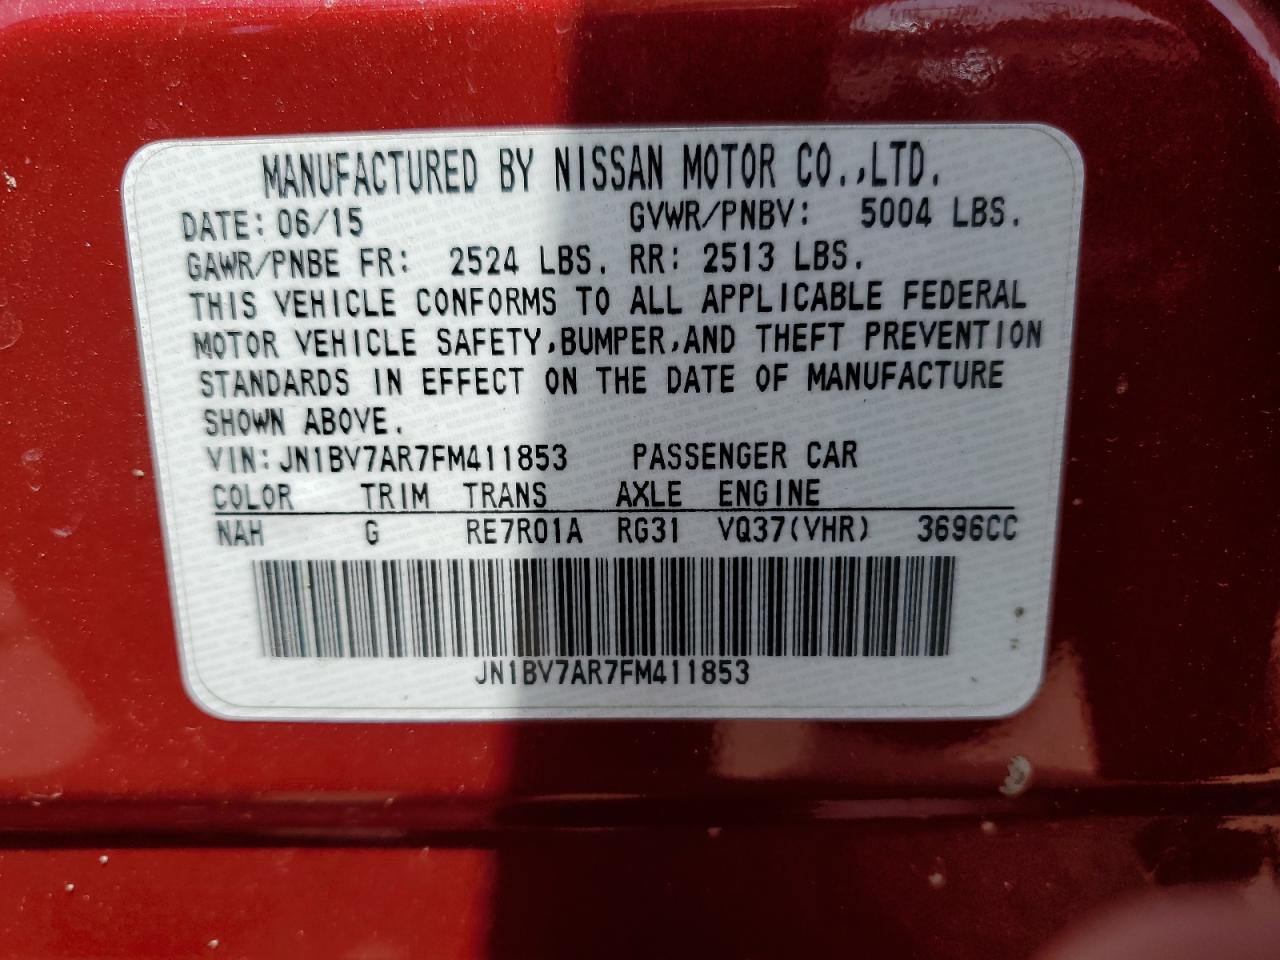 MANUFACTURED BY NISSAN MOTOR CO.,LTD.
DATE: 06/15 GVWR/PNBV: 5004 LBS.
GAWR/PNBE FR: 2524 LBS. RR: 2513 LBS.
THIS VEHICLE CONFORMS TO ALL APPLICABLE FEDERAL
MOTOR VEHICLE SAFETY,BUMPER,AND THEFT PREVENTION
STANDARDS IN EFFECT ON THE DATE OF MANUFACTURE
SHOWN ABOVE.
VIN: JN1BV7AR7FM411853 PASSENGER CAR
COLOR TRIM TRANS AXLE ENGINE
NAH G RE7R01A RG31 VQ37(VHR) 3696CC
JN1BV7AR7FM411853